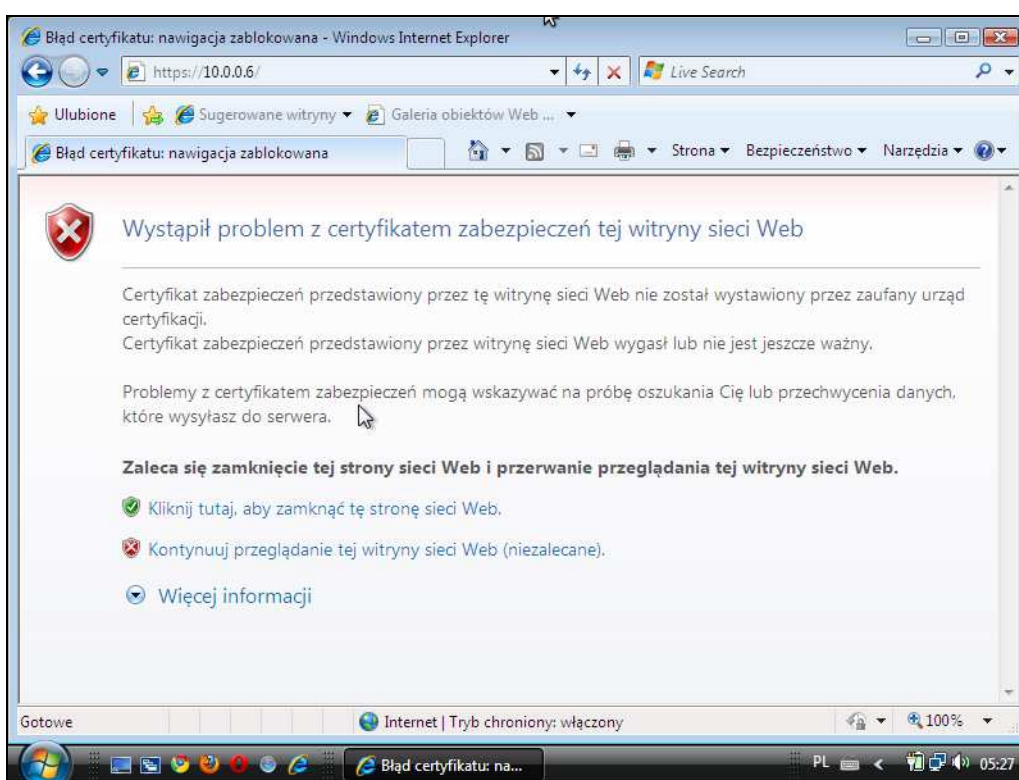 Błąd certyfikatu: nawigacja zablokowana - Windows Internet Explorer
https://10.0.0.6/
Live Search
Ulubione
Sugerowane witryny
Galeria obiektów Web ...
Błąd certyfikatu: nawigacja zablokowana
Strona
Bezpieczeństwo
Narzędzia
Wystąpił problem z certyfikatem zabezpieczeń tej witryny sieci Web
Certyfikat zabezpieczeń przedstawiony przez tę witrynę sieci Web nie został wystawiony przez zaufany urząd
certyfikacji.
Certyfikat zabezpieczeń przedstawiony przez witrynę sieci Web wygasł lub nie jest jeszcze ważny.
Problemy z certyfikatem zabezpieczeń mogą wskazywać na próbę oszukania Cię lub przechwycenia danych,
które wysyłasz do serwera.
Zaleca się zamknięcie tej strony sieci Web i przerwanie przeglądania tej witryny sieci Web.
Kliknij tutaj, aby zamknąć tę stronę sieci Web.
Kontynuuj przeglądanie tej witryny sieci Web (niezalecane).
Więcej informacji
Gotowe
Internet | Tryb chroniony: włączony
100%
Błąd certyfikatu: na...
PL
05:27